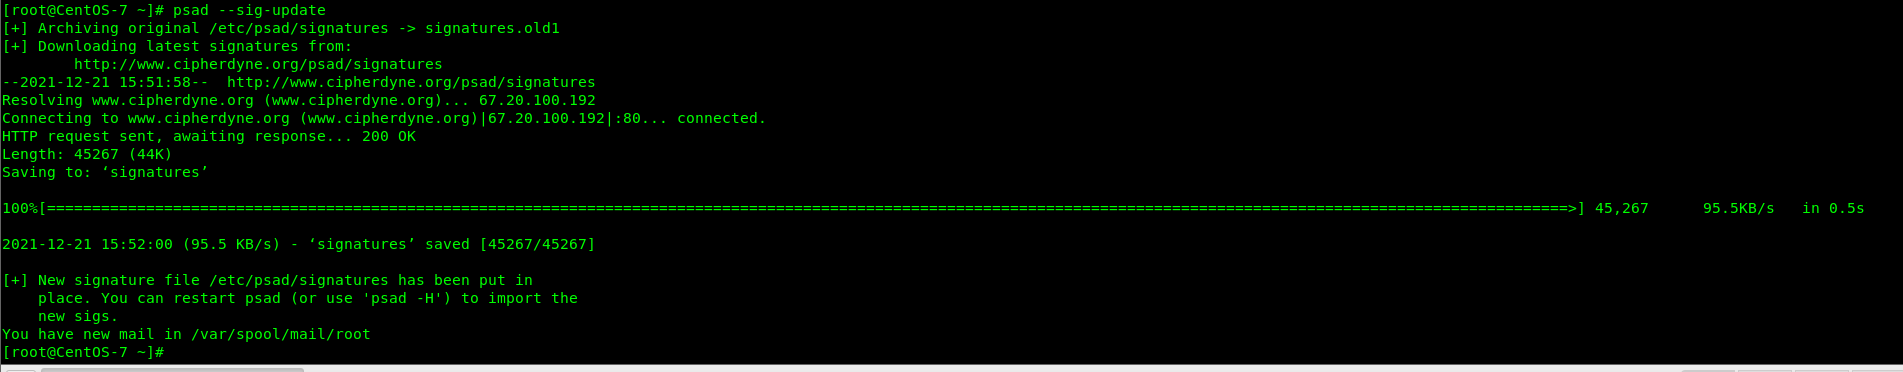 [root@CentOS-7 ~]# psad --sig-update
[+] Archiving original /etc/psad/signatures -> signatures.old1
[+] Downloading latest signatures from:
        http://www.cipherdyne.org/psad/signatures
--2021-12-21 15:51:58--  http://www.cipherdyne.org/psad/signatures
Resolving www.cipherdyne.org (www.cipherdyne.org)... 67.20.100.192
Connecting to www.cipherdyne.org (www.cipherdyne.org)|67.20.100.192|:80... connected.
HTTP request sent, awaiting response... 200 OK
Length: 45267 (44K)
Saving to: ‘signatures’

100%[=========================================================================================================================================================================>] 45,267      95.5KB/s   in 0.5s

2021-12-21 15:52:00 (95.5 KB/s) - ‘signatures’ saved [45267/45267]

[+] New signature file /etc/psad/signatures has been put in
    place. You can restart psad (or use 'psad -H') to import the
    new sigs.
You have new mail in /var/spool/mail/root
[root@CentOS-7 ~]#